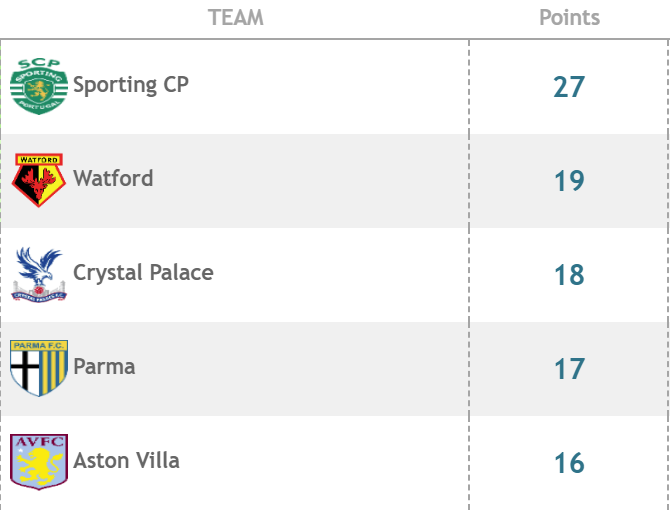 TEAM Points
SCP
SPORTING
PORTUGAL
Sporting CP 27
WATFORD
Watford 19
Crystal Palace 18
CRYSTAL PALACE F.C.
PARMA F.C.
Parma 17
AVFC
Aston Villa 16